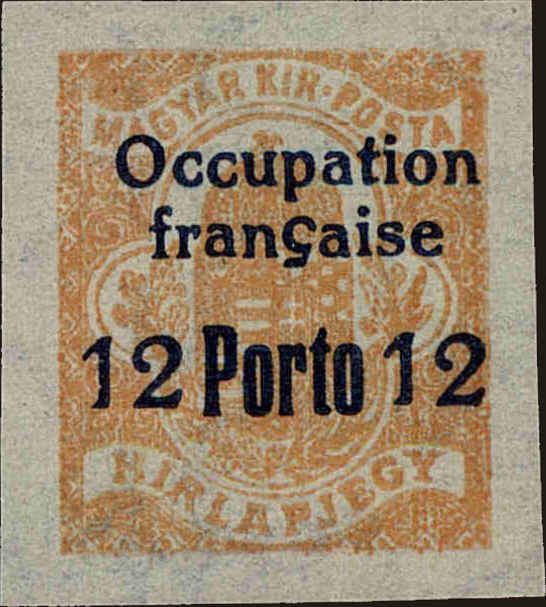 MAGYAR KIR. POSTA
Occupation
française
12 Porto 12
HIRLAPJEGY